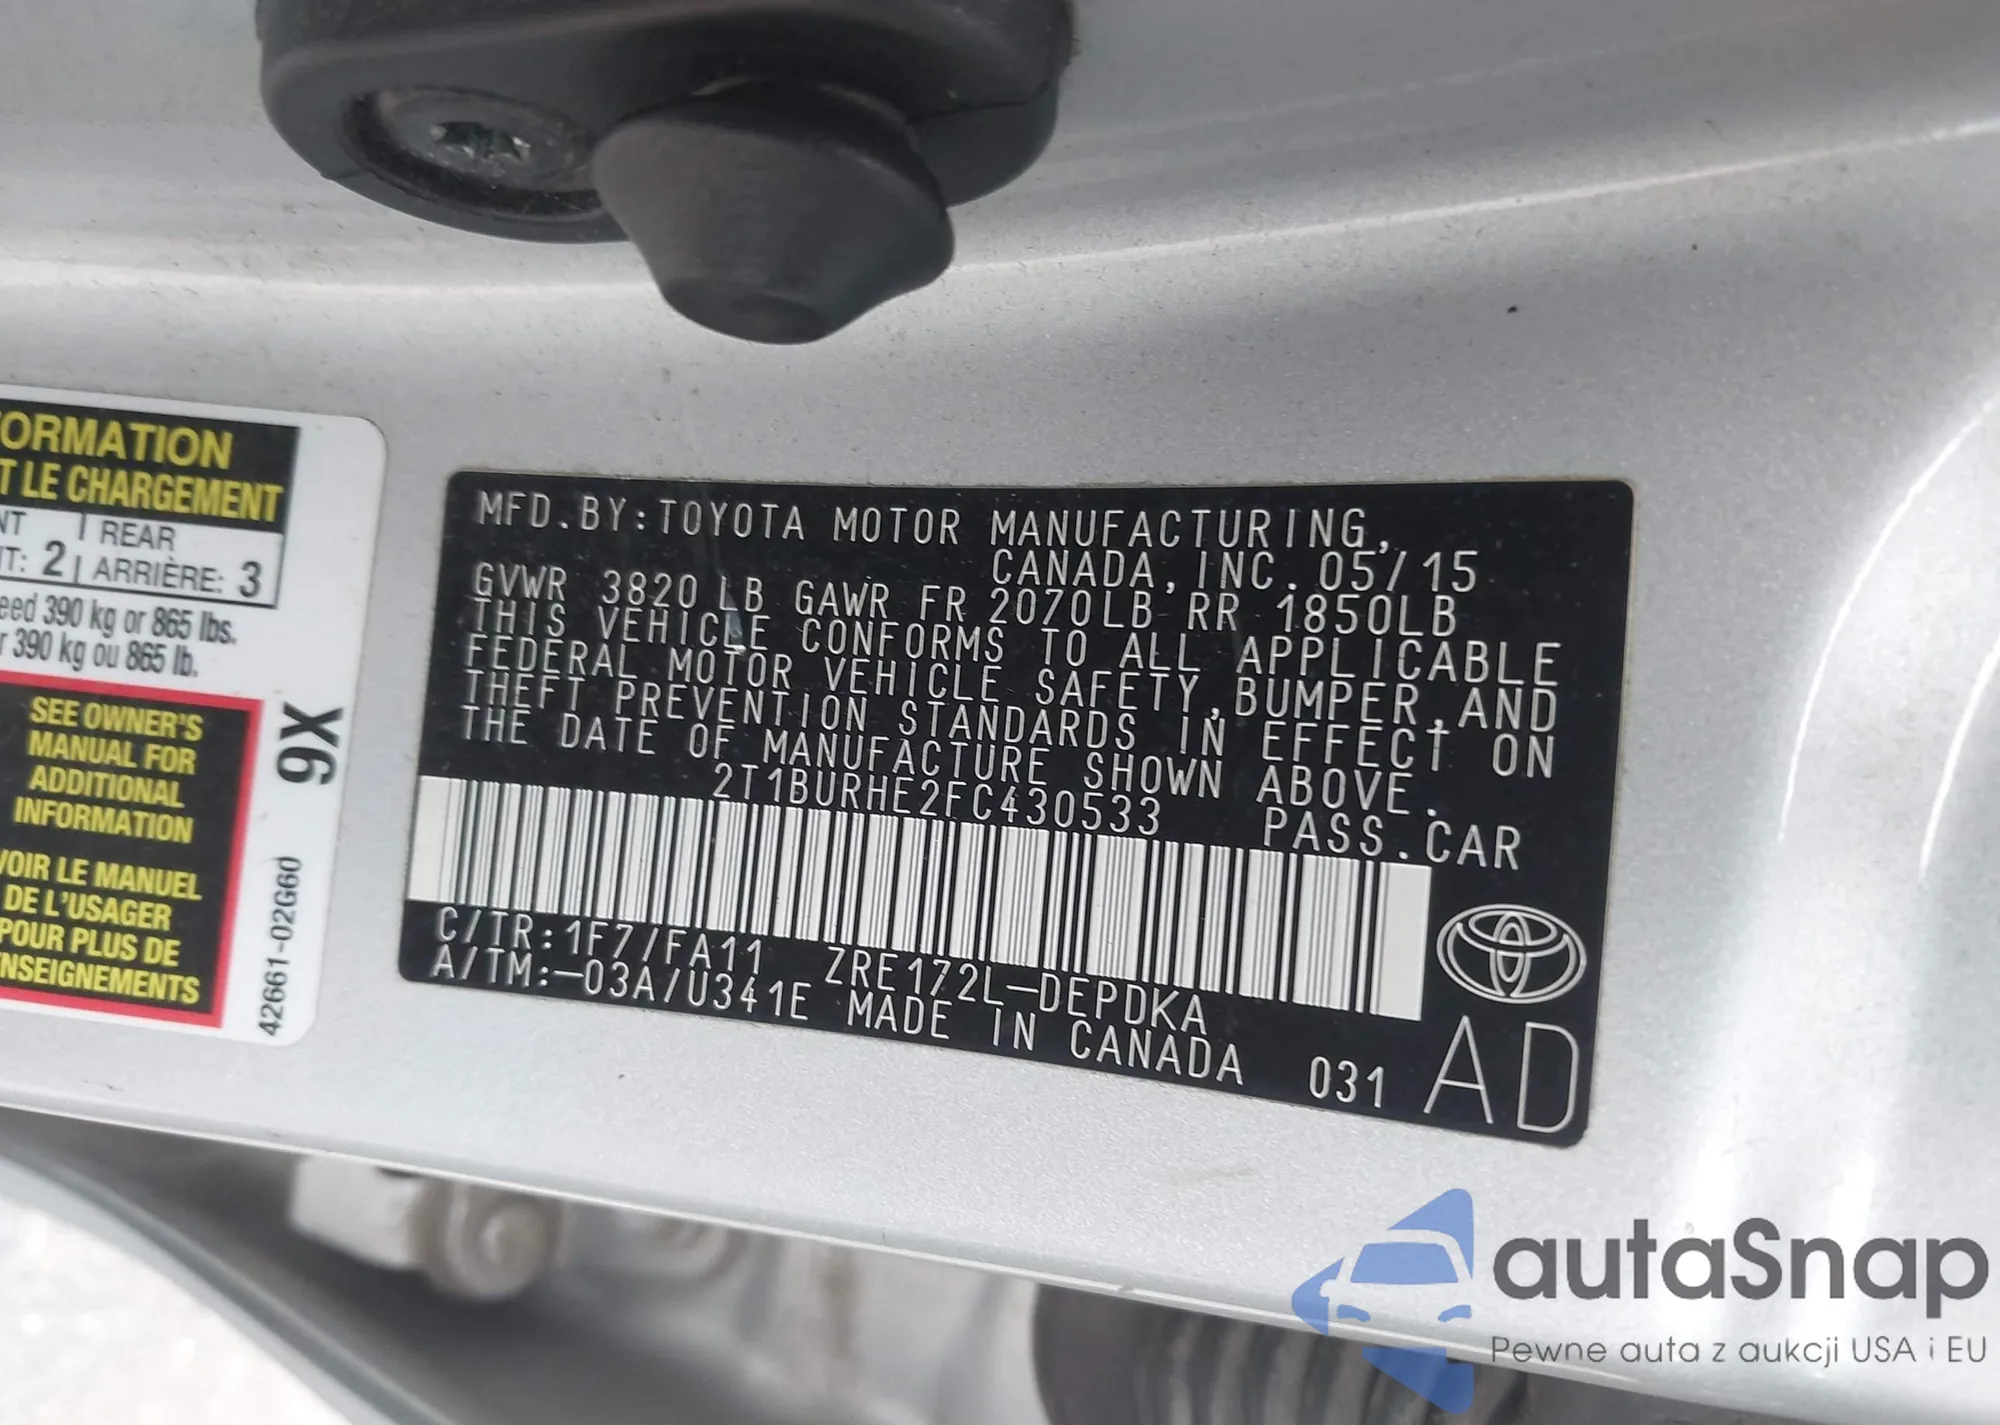 FORMATION
T LE CHARGEMENT
NT | REAR
T: 2 | ARRIÈRE: 3
eed 390 kg or 865 lbs.
r 390 kg ou 865 lb.
SEE OWNER'S
MANUAL FOR
ADDITIONAL
INFORMATION
VOIR LE MANUEL
DE L'USAGER
POUR PLUS DE
NSEIGNEMENTS
9X
42661-02G60
MFD.BY:TOYOTA MOTOR MANUFACTURING,
CANADA,INC.05/15
GVWR 3820 LB GAWR FR 2070LB RR 1850LB
THIS VEHICLE CONFORMS TO ALL APPLICABLE
FEDERAL MOTOR VEHICLE SAFETY,BUMPER,AND
THEFT PREVENTION STANDARDS IN EFFECT ON
THE DATE OF MANUFACTURE SHOWN ABOVE.
2T1BURHE2FC430533 PASS.CAR
C/TR:1F7/FA11 ZRE172L-DEPDKA
A/TM:-03A/U341E MADE IN CANADA 031
AD
autaSnap
Pewne auta z aukcji USA i EU